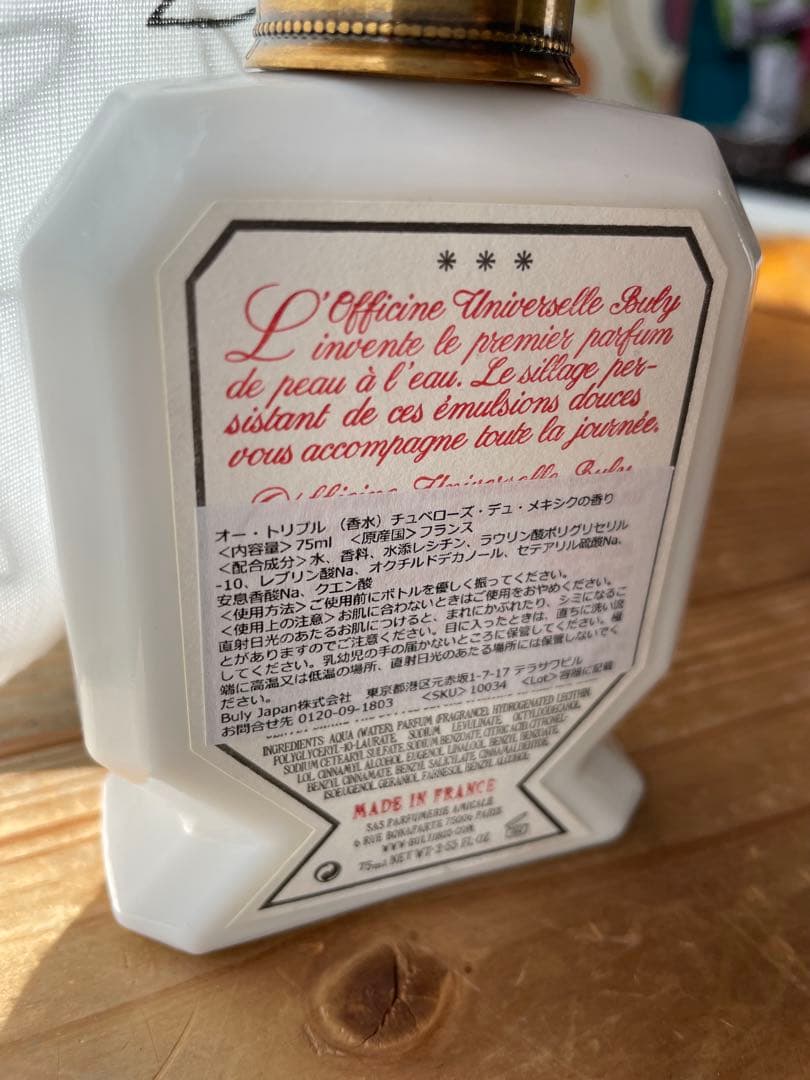 ***
L'Officine Universelle Buly
invente le premier parfum
de peau à l'eau. Le sillage per-
sistant de ces émulsions douces
vous accompagne toute la journée.
L'Officine Universelle Buly
オー・トリプル （香水）チュベローズ・デュ・メキシクの香り
＜内容量＞75ml ＜原産国＞フランス
＜配合成分＞水、香料、水添レシチン、ラウリン酸ポリグリセリル
-10、レブリン酸Na、オクチルドデカノール、セテアリル硫酸Na、
安息香酸Na、クエン酸
＜使用方法＞ご使用前にボトルを優しく振ってください。
＜使用上の注意＞お肌に合わないときはご使用をおやめください。
直射日光のあたるお肌につけると、まれにかぶれたり、シミになるこ
とがありますのでご注意ください。目に入ったときは、直ちに洗い流
してください。乳幼児の手の届かないところに保管してください。極
端に高温又は低温の場所、直射日光のあたる場所には保管しないでく
ださい。
Buly Japan株式会社 東京都港区元赤坂1-7-17 テラサワビル
お問合せ先 0120-09-1803 ＜SKU＞10034 ＜Lot＞容器に記載
INGREDIENTS AQUA (WATER) PARFUM (FRAGRANCE), HYDROGENATED LECITHIN,
POLYGLYCERYL-10-LAURATE, SODIUM LEVULINATE, OCTYLDODECANOL,
SODIUM CETEARYL SULFATE, SODIUM BENZOATE, CITRIC ACID, CITRONEL-
LOL, CINNAMYL ALCOHOL, EUGENOL, LINALOOL, BENZYL BENZOATE,
BENZYL CINNAMATE, BENZYL SALICYLATE, CINNAMALDEHYDE,
ISOEUGENOL, GERANIOL, FARNESOL, BENZYL ALCOHOL
MADE IN FRANCE
SAS PARFUMERIE AMICALE
6 RUE BONAPARTE 75006 PARIS
WWW.BULY1803.COM
75ml NET WT. 2.53 FL OZ